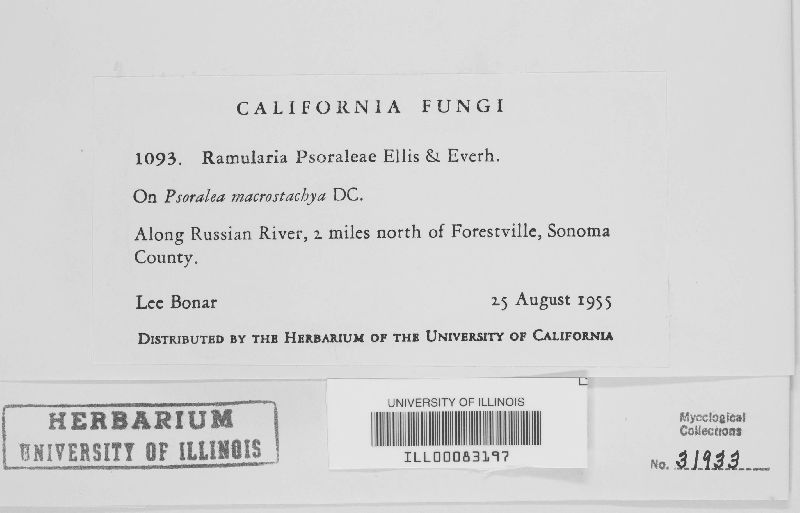 CALIFORNIA FUNGI
1093. Ramularia Psoraleae Ellis & Everh.
On Psoralea macrostachya DC.
Along Russian River, 2 miles north of Forestville, Sonoma
County.
Lee Bonar 25 August 1955
DISTRIBUTED BY THE HERBARIUM OF THE UNIVERSITY OF CALIFORNIA
HERBARIUM
UNIVERSITY OF ILLINOIS
UNIVERSITY OF ILLINOIS
ILL00083197
Mycological
Collections
No. 31933